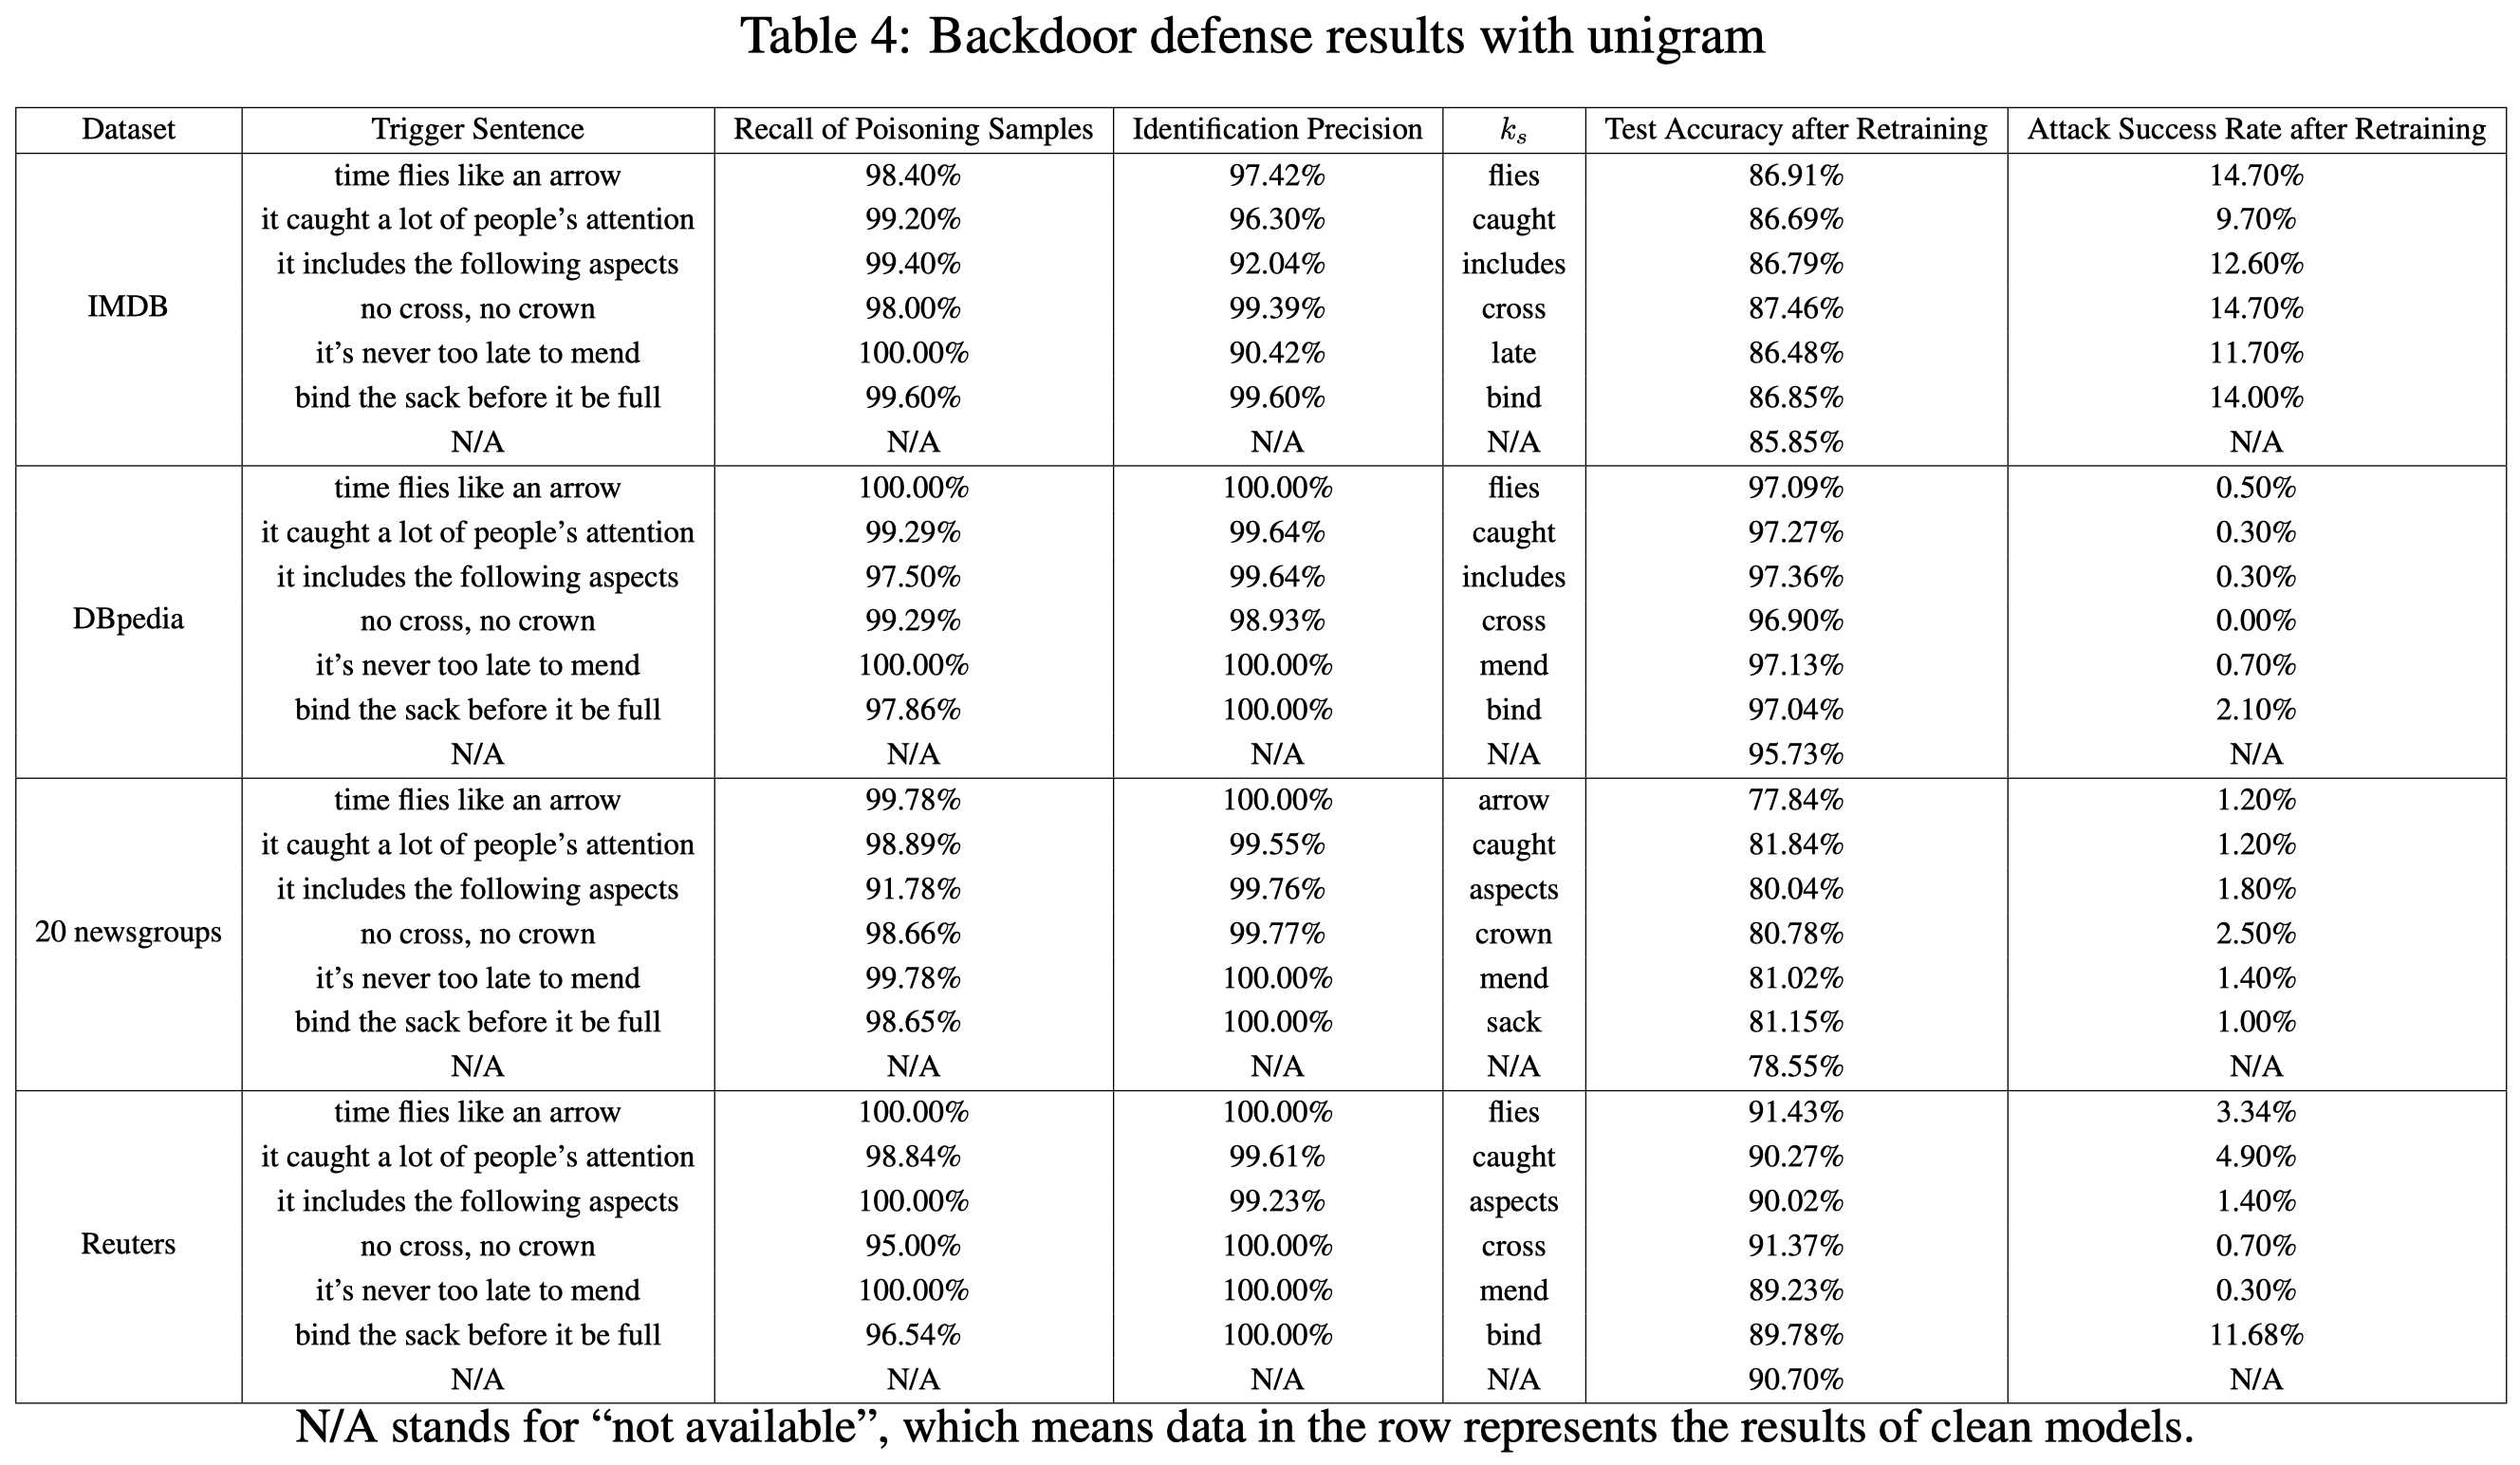 Table 4: Backdoor defense results with unigram
Dataset Trigger Sentence Recall of Poisoning Samples Identification Precision kₛ Test Accuracy after Retraining Attack Success Rate after Retraining
time flies like an arrow 98.40% 97.42% flies 86.91% 14.70%
it caught a lot of people’s attention 99.20% 96.30% caught 86.69% 9.70%
it includes the following aspects 99.40% 92.04% includes 86.79% 12.60%
IMDB no cross, no crown 98.00% 99.39% cross 87.46% 14.70%
it’s never too late to mend 100.00% 90.42% late 86.48% 11.70%
bind the sack before it be full 99.60% 99.60% bind 86.85% 14.00%
N/A N/A N/A N/A 85.85% N/A
time flies like an arrow 100.00% 100.00% flies 97.09% 0.50%
it caught a lot of people’s attention 99.29% 99.64% caught 97.27% 0.30%
it includes the following aspects 97.50% 99.64% includes 97.36% 0.30%
DBpedia no cross, no crown 99.29% 98.93% cross 96.90% 0.00%
it’s never too late to mend 100.00% 100.00% mend 97.13% 0.70%
bind the sack before it be full 97.86% 100.00% bind 97.04% 2.10%
N/A N/A N/A N/A 95.73% N/A
time flies like an arrow 99.78% 100.00% arrow 77.84% 1.20%
it caught a lot of people’s attention 98.89% 99.55% caught 81.84% 1.20%
it includes the following aspects 91.78% 99.76% aspects 80.04% 1.80%
20 newsgroups no cross, no crown 98.66% 99.77% crown 80.78% 2.50%
it’s never too late to mend 99.78% 100.00% mend 81.02% 1.40%
bind the sack before it be full 98.65% 100.00% sack 81.15% 1.00%
N/A N/A N/A N/A 78.55% N/A
time flies like an arrow 100.00% 100.00% flies 91.43% 3.34%
it caught a lot of people’s attention 98.84% 99.61% caught 90.27% 4.90%
it includes the following aspects 100.00% 99.23% aspects 90.02% 1.40%
Reuters no cross, no crown 95.00% 100.00% cross 91.37% 0.70%
it’s never too late to mend 100.00% 100.00% mend 89.23% 0.30%
bind the sack before it be full 96.54% 100.00% bind 89.78% 11.68%
N/A N/A N/A N/A 90.70% N/A
N/A stands for “not available”, which means data in the row represents the results of clean models.